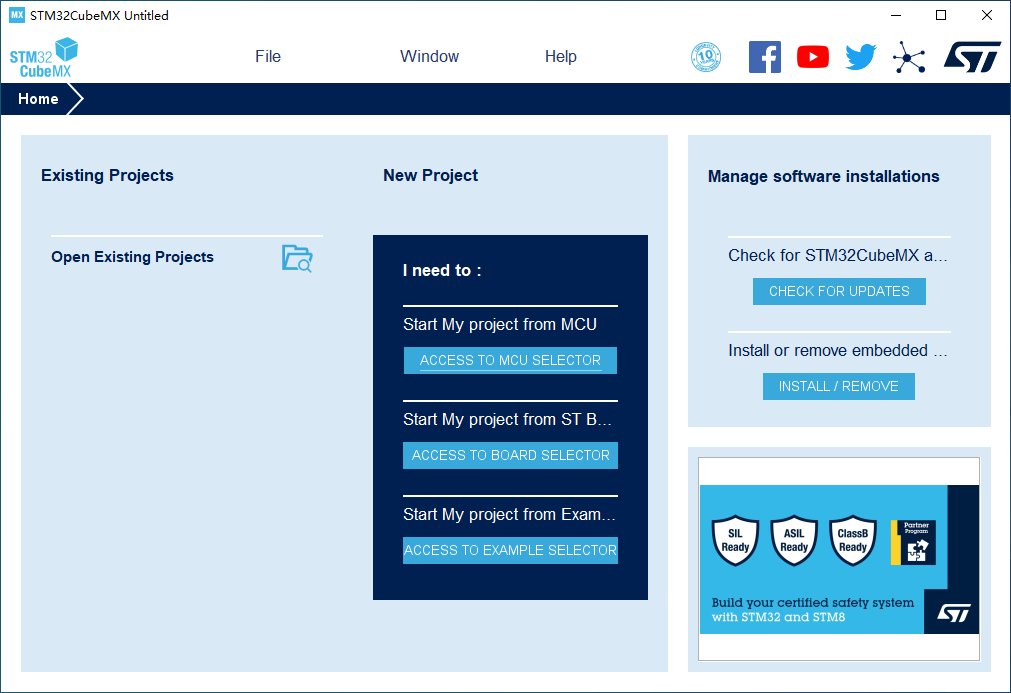 MX STM32CubeMX Untitled
STM32
CubeMX
File
Window
Help
10
Home
Existing Projects
Open Existing Projects
New Project
I need to :
Start My project from MCU
ACCESS TO MCU SELECTOR
Start My project from ST B...
ACCESS TO BOARD SELECTOR
Start My project from Exam...
ACCESS TO EXAMPLE SELECTOR
Manage software installations
Check for STM32CubeMX a...
CHECK FOR UPDATES
Install or remove embedded ...
INSTALL / REMOVE
SIL
Ready
ASIL
Ready
ClassB
Ready
Partner
Program
Build your certified safety system
with STM32 and STM8